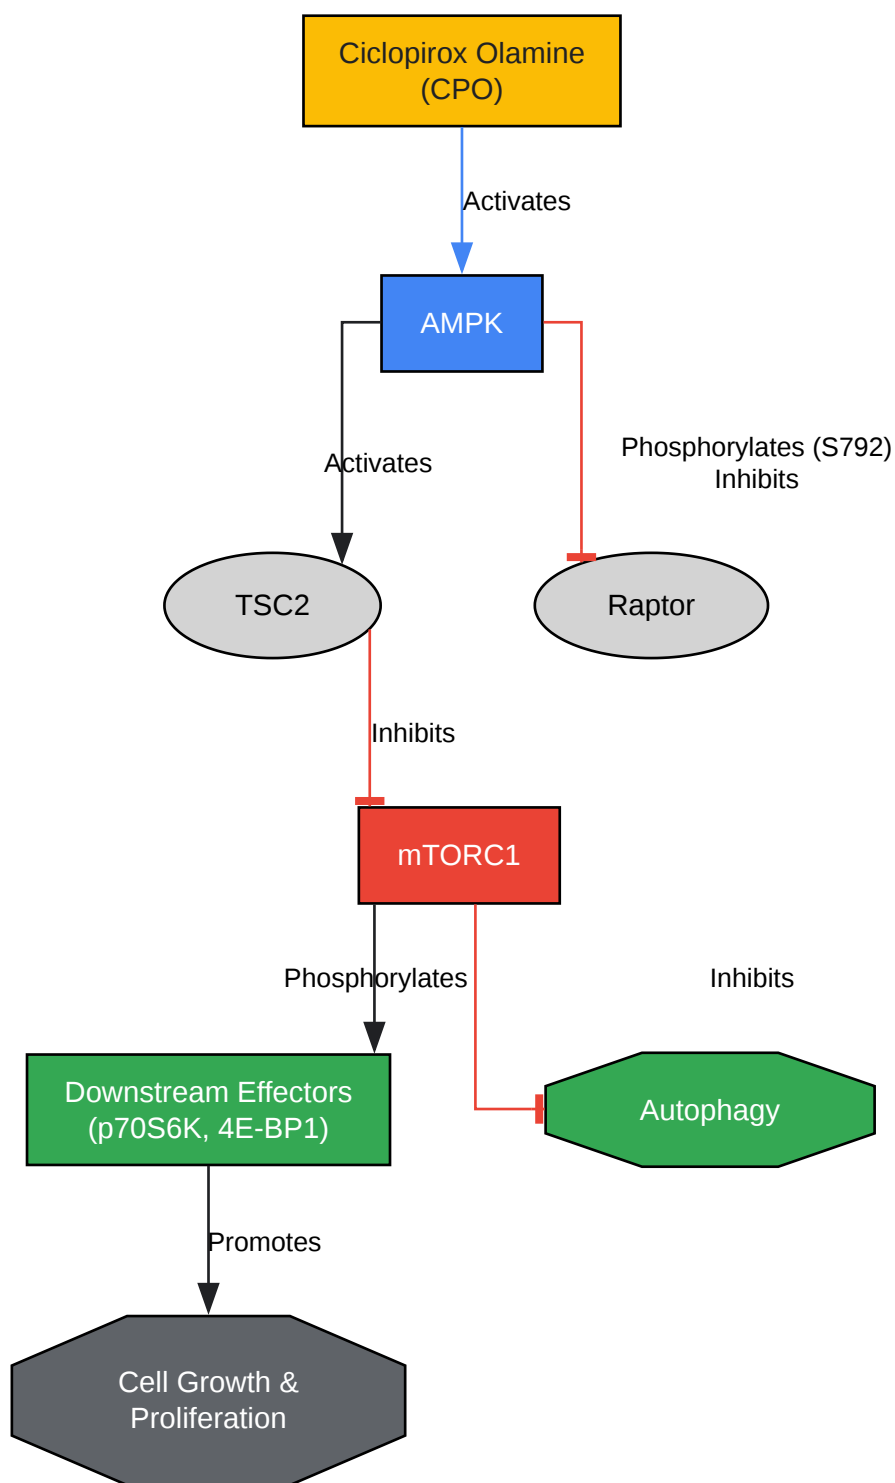 Ciclopirox Olamine
(CPO)
Activates
AMPK
Activates
Phosphorylates (S792)
Inhibits
TSC2
Raptor
Inhibits
mTORC1
Phosphorylates
Inhibits
Downstream Effectors
(p70S6K, 4E-BP1)
Autophagy
Promotes
Cell Growth &
Proliferation